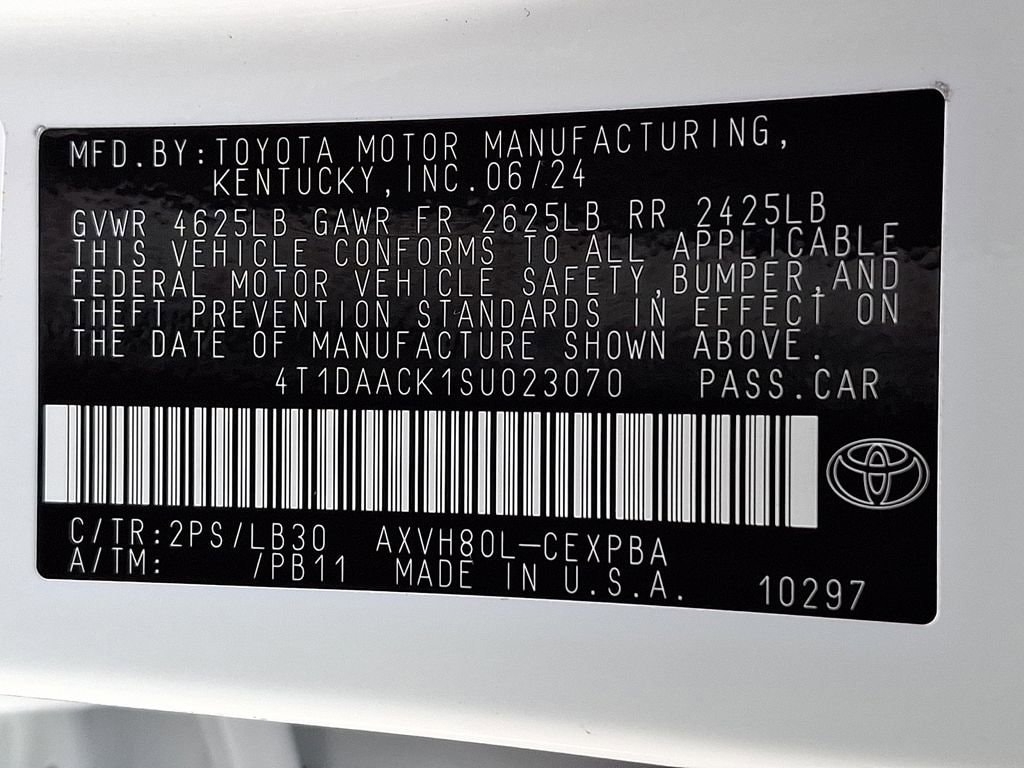 MFD.BY:TOYOTA MOTOR MANUFACTURING,
KENTUCKY,INC.06/24
GVWR 4625LB GAWR FR 2625LB RR 2425LB
THIS VEHICLE CONFORMS TO ALL APPLICABLE
FEDERAL MOTOR VEHICLE SAFETY,BUMPER,AND
THEFT PREVENTION STANDARDS IN EFFECT ON
THE DATE OF MANUFACTURE SHOWN ABOVE.
4T1DAACK1SU023070 PASS.CAR
C/TR:2PS/LB30 AXVH80L-CEXPBA
A/TM: /PB11 MADE IN U.S.A. 10297